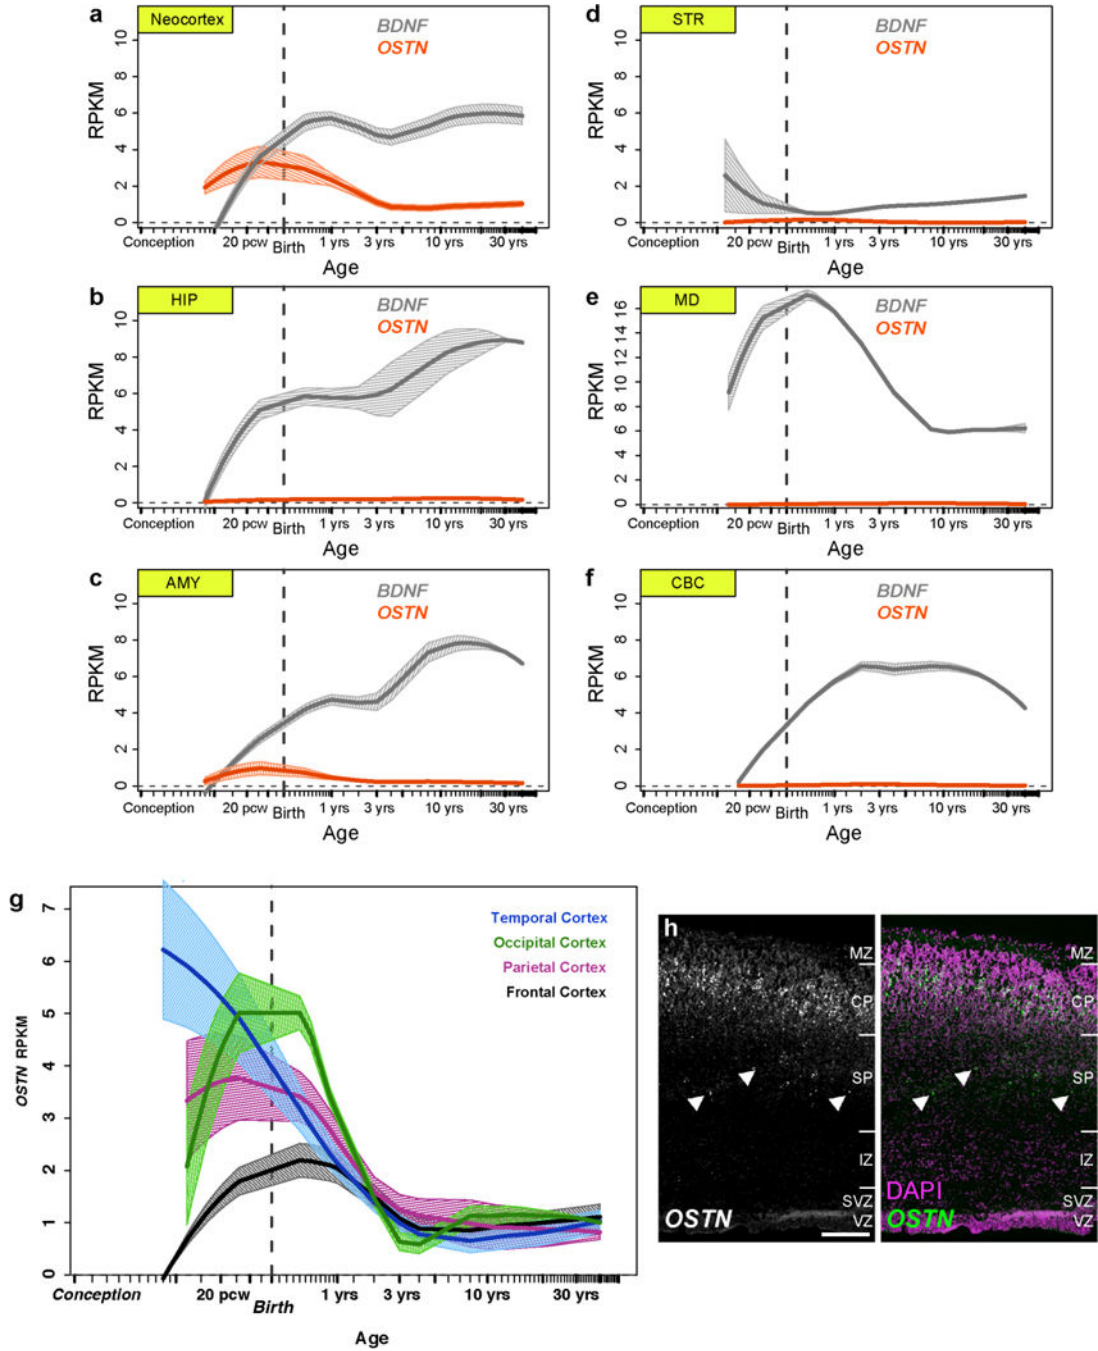 a
Neocortex
BDNF
OSTN
RPKM
10
8
6
4
2
0
Conception
20 pcw
Birth
1 yrs
3 yrs
10 yrs
30 yrs
Age
d
STR
BDNF
OSTN
RPKM
10
8
6
4
2
0
Conception
20 pcw
Birth
1 yrs
3 yrs
10 yrs
30 yrs
Age
b
HIP
BDNF
OSTN
RPKM
10
8
6
4
2
0
Conception
20 pcw
Birth
1 yrs
3 yrs
10 yrs
30 yrs
Age
e
MD
BDNF
OSTN
RPKM
16
14
12
10
8
6
4
2
0
Conception
20 pcw
Birth
1 yrs
3 yrs
10 yrs
30 yrs
Age
c
AMY
BDNF
OSTN
RPKM
10
8
6
4
2
0
Conception
20 pcw
Birth
1 yrs
3 yrs
10 yrs
30 yrs
Age
f
CBC
BDNF
OSTN
RPKM
10
8
6
4
2
0
Conception
20 pcw
Birth
1 yrs
3 yrs
10 yrs
30 yrs
Age
g
Temporal Cortex
Occipital Cortex
Parietal Cortex
Frontal Cortex
OSTN RPKM
7
6
5
4
3
2
1
0
Conception
20 pcw
Birth
1 yrs
3 yrs
10 yrs
30 yrs
Age
h
MZ
CP
SP
IZ
SVZ
VZ
OSTN
MZ
CP
SP
IZ
SVZ
VZ
DAPI
OSTN